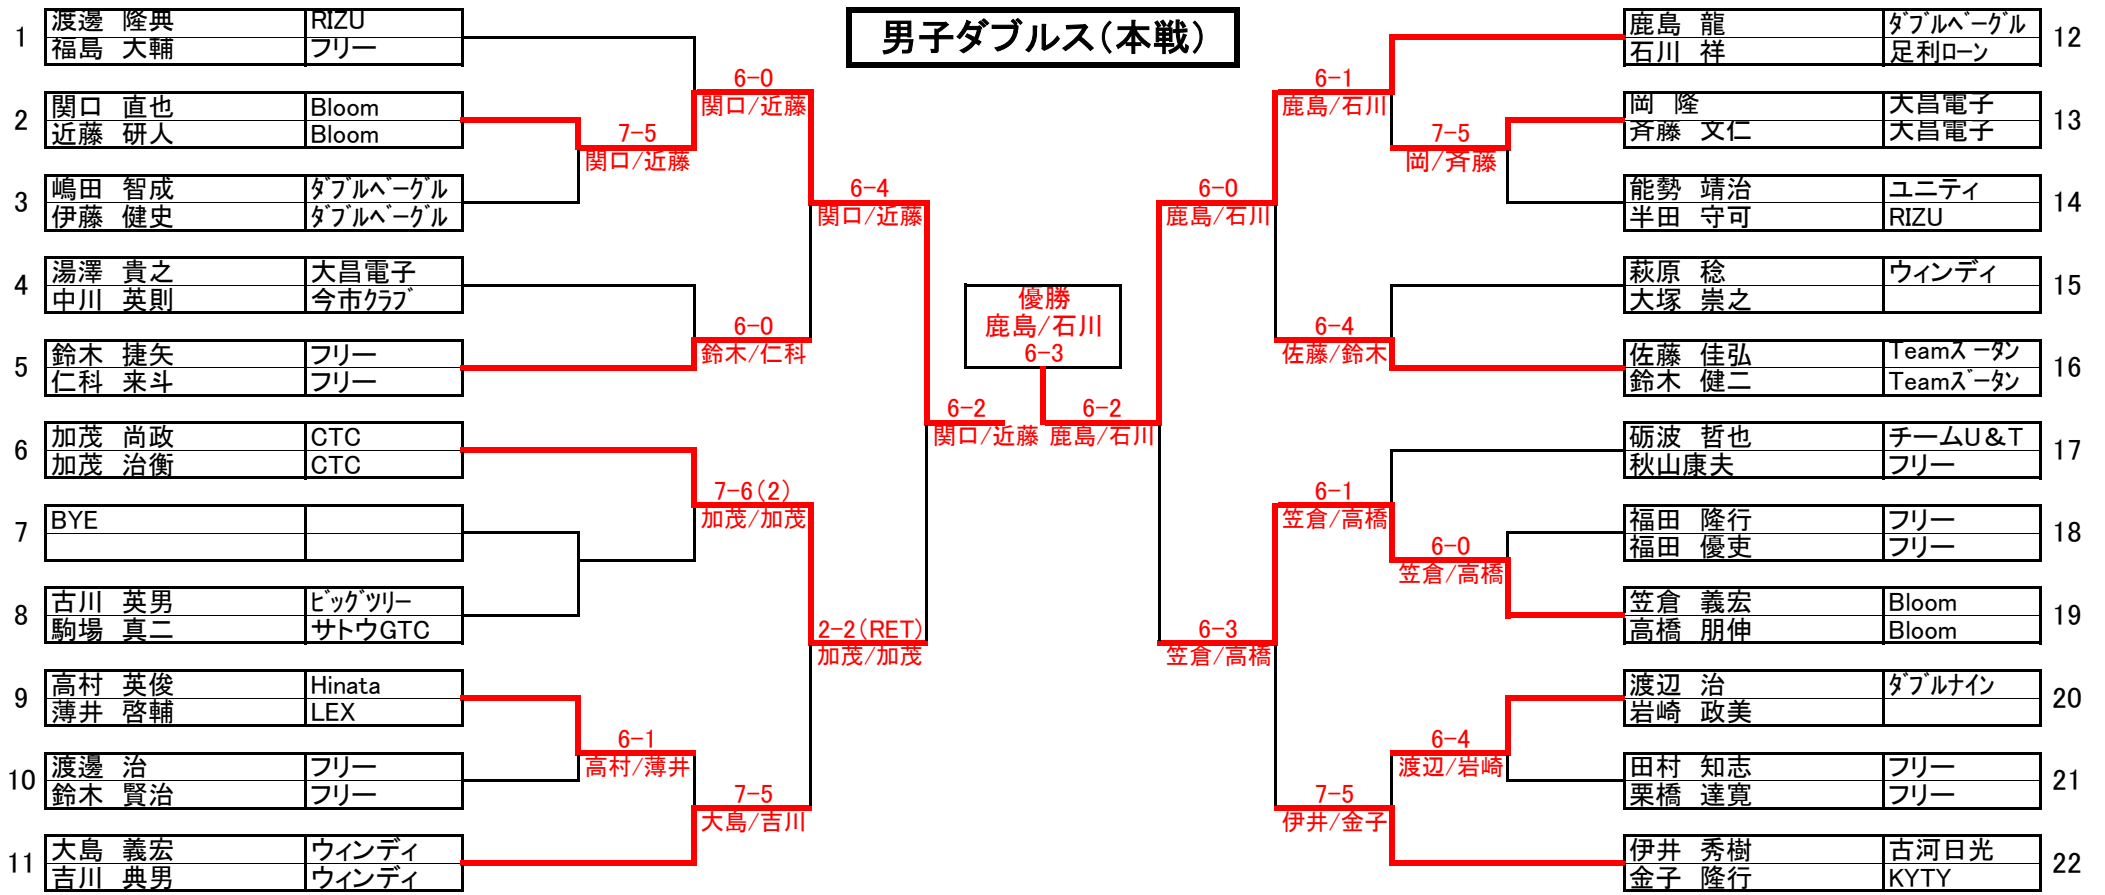 男子ダブルス（本戦）
1 渡邊 隆典 RIZU
福島 大輔 フリー
2 関口 直也 Bloom
近藤 研人 Bloom
3 嶋田 智成 ﾀﾞﾌﾞﾙﾍﾞｰｸﾞﾙ
伊藤 健史 ﾀﾞﾌﾞﾙﾍﾞｰｸﾞﾙ
4 湯澤 貴之 大昌電子
中川 英則 今市ｸﾗﾌﾞ
5 鈴木 捷矢 フリー
仁科 来斗 フリー
6 加茂 尚政 CTC
加茂 治衡 CTC
7 BYE
8 古川 英男 ﾋﾞｯｸﾞﾂﾘｰ
駒場 真二 サトウGTC
9 高村 英俊 Hinata
薄井 啓輔 LEX
10 渡邊 治 フリー
鈴木 賢治 フリー
11 大島 義宏 ウィンディ
吉川 典男 ウィンディ
7-5
関口/近藤
6-1
高村/薄井
6-0
関口/近藤
6-0
鈴木/仁科
7-6（2）
加茂/加茂
7-5
大島/吉川
6-4
関口/近藤
2-2（RET）
加茂/加茂
6-2
関口/近藤
優勝
鹿島/石川
6-3
6-2
鹿島/石川
6-0
鹿島/石川
6-3
笠倉/高橋
6-1
鹿島/石川
6-4
佐藤/鈴木
6-1
笠倉/高橋
7-5
伊井/金子
7-5
岡/斉藤
6-0
笠倉/高橋
6-4
渡辺/岩崎
鹿島 龍 ﾀﾞﾌﾞﾙﾍﾞｰｸﾞﾙ 12
石川 祥 足利ﾛｰﾝ
岡 隆 大昌電子 13
斉藤 文仁 大昌電子
能勢 靖治 ユニティ 14
半田 守可 RIZU
萩原 稔 ウィンディ 15
大塚 崇之
佐藤 佳弘 Teamｽﾞｰﾀﾝ 16
鈴木 健二 Teamｽﾞｰﾀﾝ
砺波 哲也 チームU＆T 17
秋山康夫 フリー
福田 隆行 フリー 18
福田 優吏 フリー
笠倉 義宏 Bloom 19
高橋 朋伸 Bloom
渡辺 治 ﾀﾞﾌﾞﾙﾅｲﾝ 20
岩崎 政美
田村 知志 フリー 21
栗橋 達寛 フリー
伊井 秀樹 古河日光 22
金子 隆行 KYTY